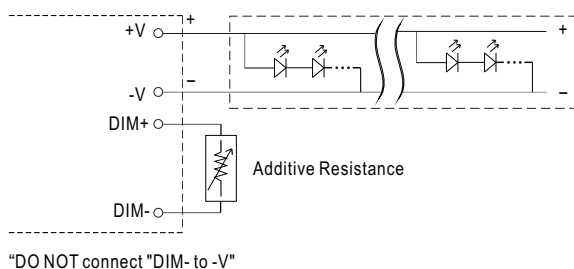 +
+V
+
−
-V
−
DIM+
Additive Resistance
DIM-
“DO NOT connect "DIM- to -V"